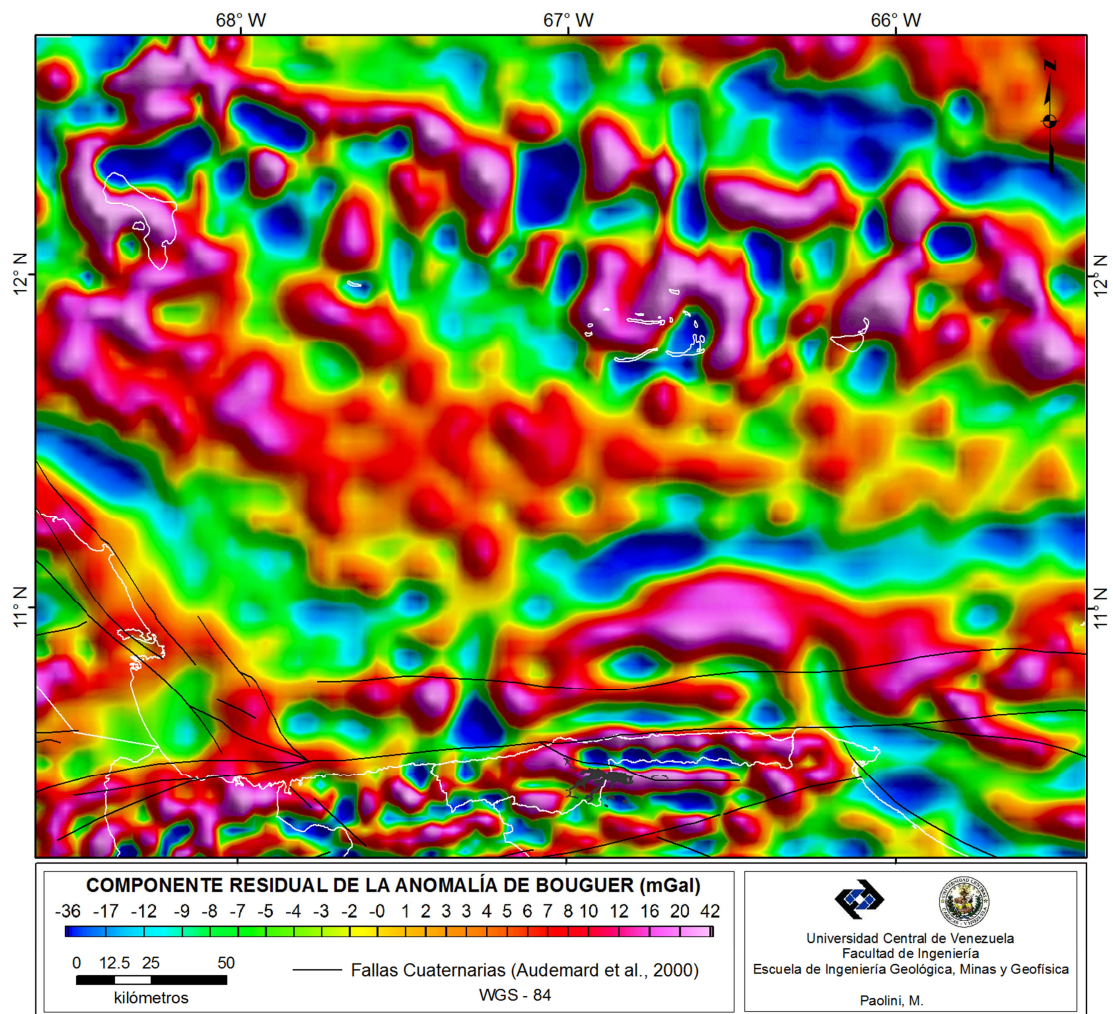 68° W 67° W 66° W
N
12° N 12° N
11° N 11° N
68° W 67° W 66° W
COMPONENTE RESIDUAL DE LA ANOMALÍA DE BOUGUER (mGal)
-36 -17 -12 -9 -8 -7 -5 -3 -2 -0 1 2 3 5 6 7 8 10 12 16 20 42
0 12.5 25 50
kilómetros
Fallas Cuaternarias (Audemard et al., 2000)
WGS - 84
Universidad Central de Venezuela
Facultad de Ingeniería
Escuela de Ingeniería Geológica, Minas y Geofísica
Paolini, M.